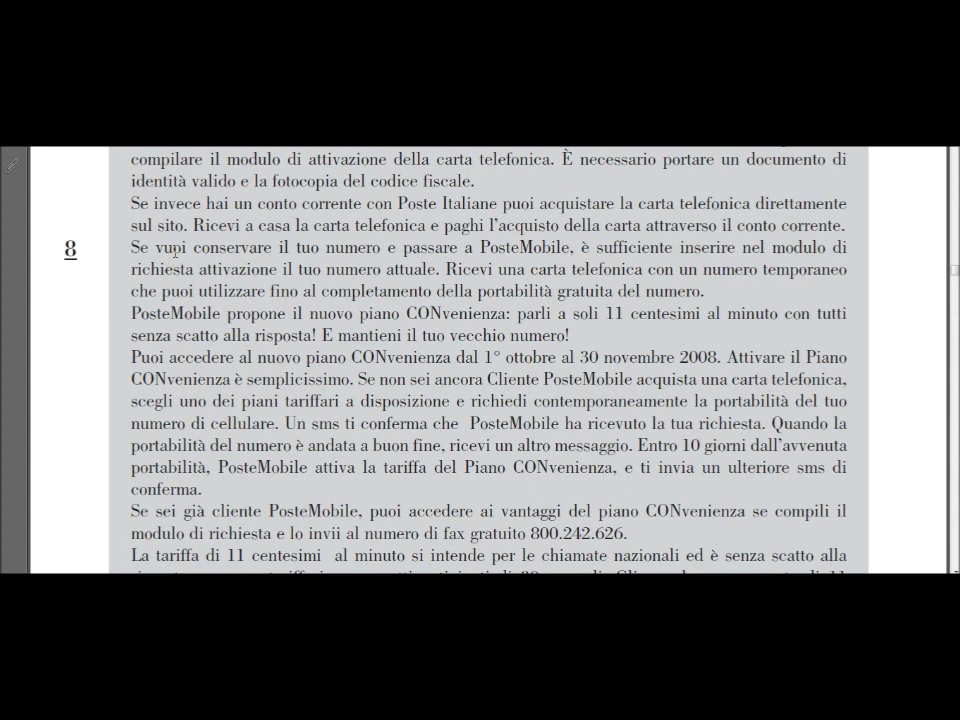 compilare il modulo di attivazione della carta telefonica. È necessario portare un documento di
identità valido e la fotocopia del codice fiscale.
Se invece hai un conto corrente con Poste Italiane puoi acquistare la carta telefonica direttamente
sul sito. Ricevi a casa la carta telefonica e paghi l'acquisto della carta attraverso il conto corrente.
8
Se vuoi conservare il tuo numero e passare a PosteMobile, è sufficiente inserire nel modulo di
richiesta attivazione il tuo numero attuale. Ricevi una carta telefonica con un numero temporaneo
che puoi utilizzare fino al completamento della portabilità gratuita del numero.
PosteMobile propone il nuovo piano CONvenienza: parli a soli 11 centesimi al minuto con tutti
senza scatto alla risposta! E mantieni il tuo vecchio numero!
Puoi accedere al nuovo piano CONvenienza dal 1° ottobre al 30 novembre 2008. Attivare il Piano
CONvenienza è semplicissimo. Se non sei ancora Cliente PosteMobile acquista una carta telefonica,
scegli uno dei piani tariffari a disposizione e richiedi contemporaneamente la portabilità del tuo
numero di cellulare. Un sms ti conferma che PosteMobile ha ricevuto la tua richiesta. Quando la
portabilità del numero è andata a buon fine, ricevi un altro messaggio. Entro 10 giorni dall'avvenuta
portabilità, PosteMobile attiva la tariffa del Piano CONvenienza, e ti invia un ulteriore sms di
conferma.
Se sei già cliente PosteMobile, puoi accedere ai vantaggi del piano CONvenienza se compili il
modulo di richiesta e lo invii al numero di fax gratuito 800.242.626.
La tariffa di 11 centesimi al minuto si intende per le chiamate nazionali ed è senza scatto alla